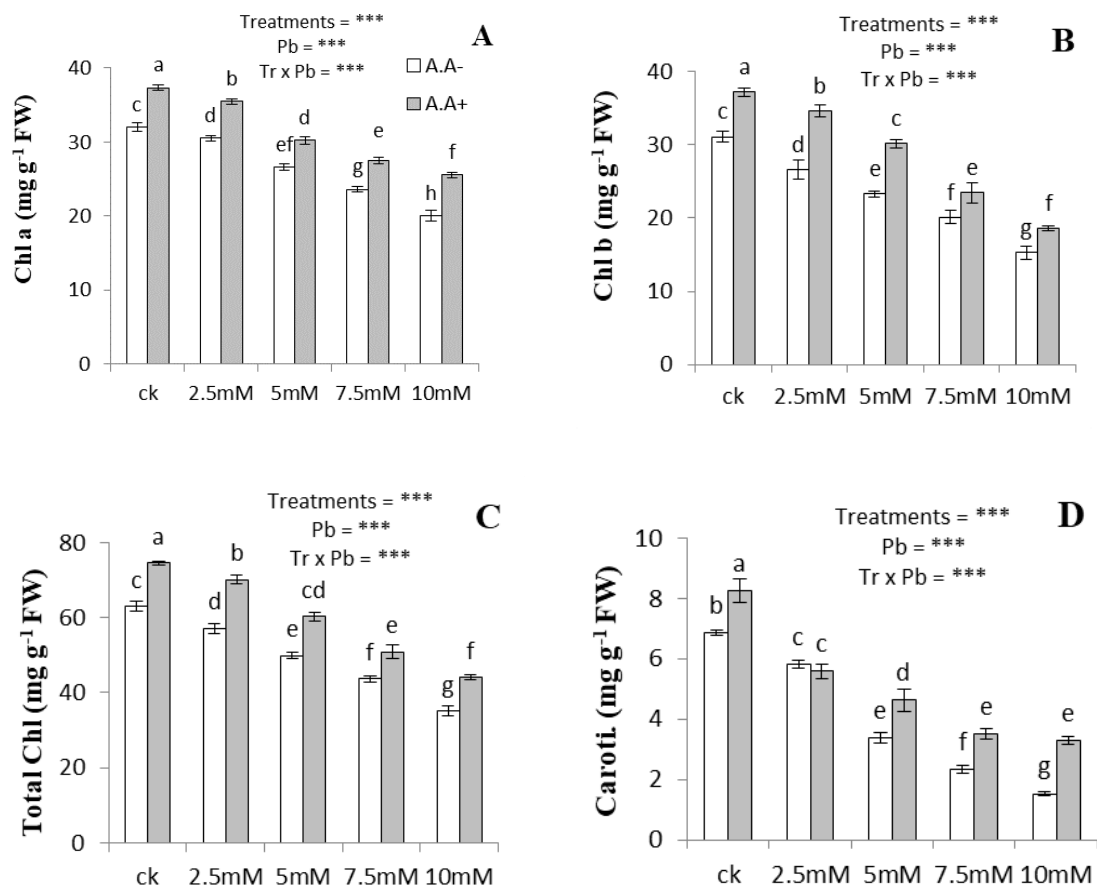 Treatments = ***
Pb = ***
Tr x Pb = ***
A
A.A-
A.A+
Chl a (mg g-1 FW)
40
30
20
10
0
c a d b ef d g e h f
ck 2.5mM 5mM 7.5mM 10mM
Treatments = ***
Pb = ***
Tr x Pb = ***
B
Chl b (mg g-1 FW)
40
30
20
10
0
c a d b e c f e g f
ck 2.5mM 5mM 7.5mM 10mM
Treatments = ***
Pb = ***
Tr x Pb = ***
C
Total Chl (mg g-1 FW)
80
60
40
20
0
c a d b e cd f e g f
ck 2.5mM 5mM 7.5mM 10mM
Treatments = ***
Pb = ***
Tr x Pb = ***
D
Caroti. (mg g-1 FW)
10
8
6
4
2
0
b a c c e d f e g e
ck 2.5mM 5mM 7.5mM 10mM